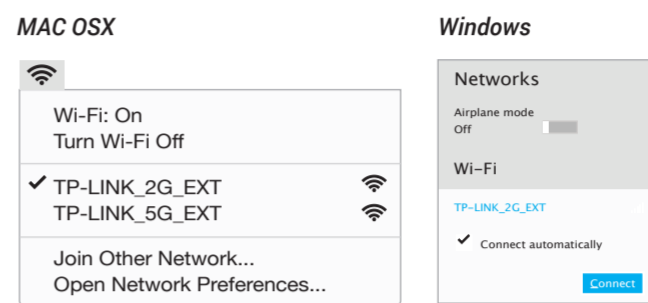 MAC OSX
Wi-Fi: On
Turn Wi-Fi Off
TP-LINK_2G_EXT
TP-LINK_5G_EXT
Join Other Network...
Open Network Preferences...
Windows
Networks
Airplane mode
Off
Wi-Fi
TP-LINK_2G_EXT
Connect automatically
Connect